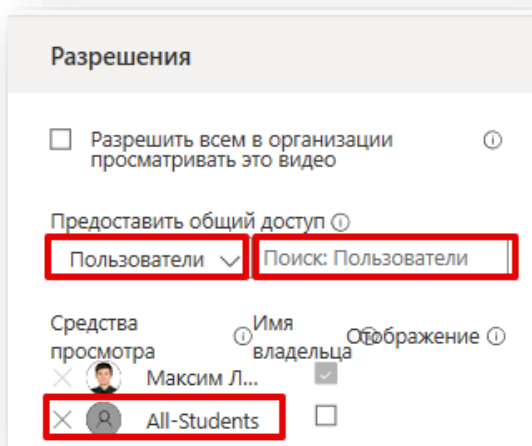 Разрешения
Разрешить всем в организации
просматривать это видео
Предоставить общий доступ
Пользователи
Поиск: Пользователи
Средства просмотра
Имя владельца
Отображение
Максим Л...
All-Students